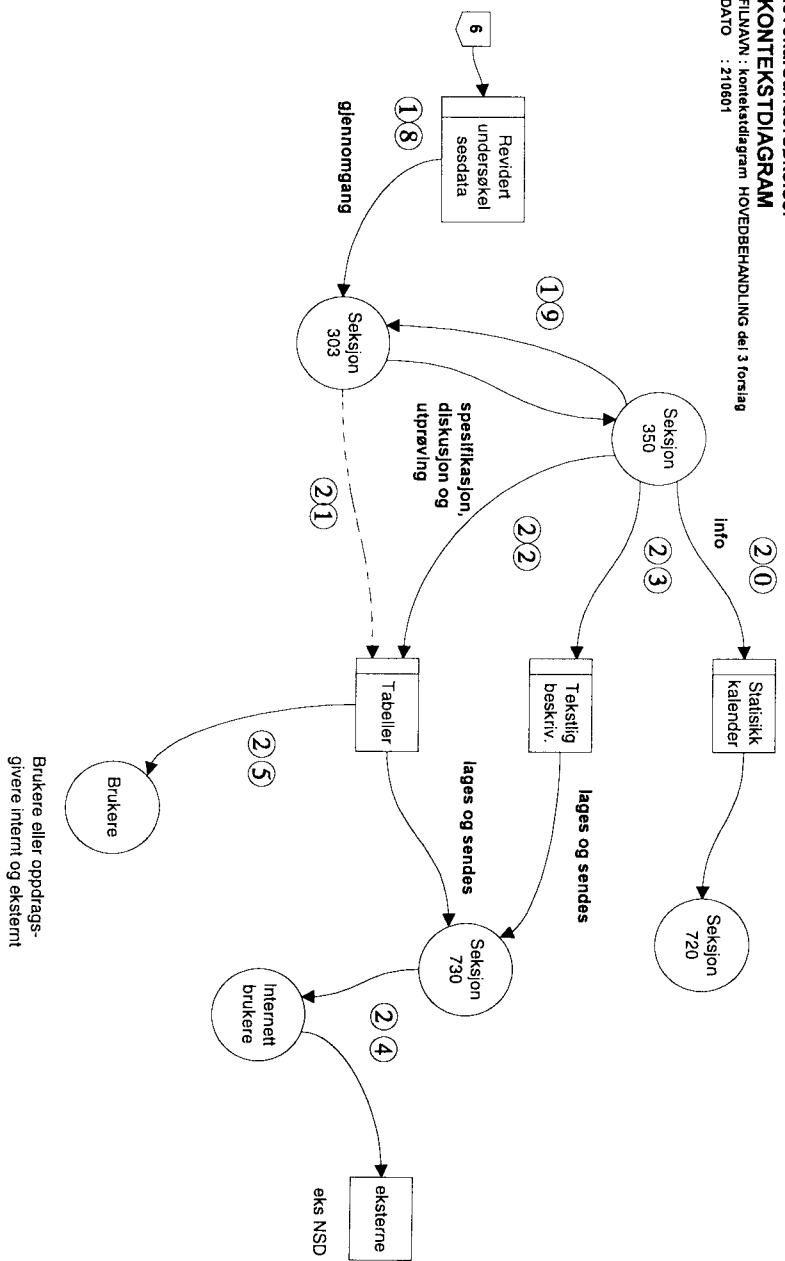 KONTEKSTDIAGRAM
FILNAVN : kontekstdiagram HOVEDBEHANDLING del 3 forslag
DATO : 210601
6
Revidert
undersøkel
sesdata
18
gjennomgang
Seksjon
303
19
Seksjon
350
spesifikasjon,
diskusjon og
utprøving
21
22
23
20
info
Statisikk
kalender
Tekstlig
beskriv.
Tabeller
lages og sendes
lages og sendes
25
Seksjon
720
Seksjon
730
24
Brukere
Internett
brukere
eksterne
eks NSD
Brukere eller oppdrags-
givere internt og eksternt